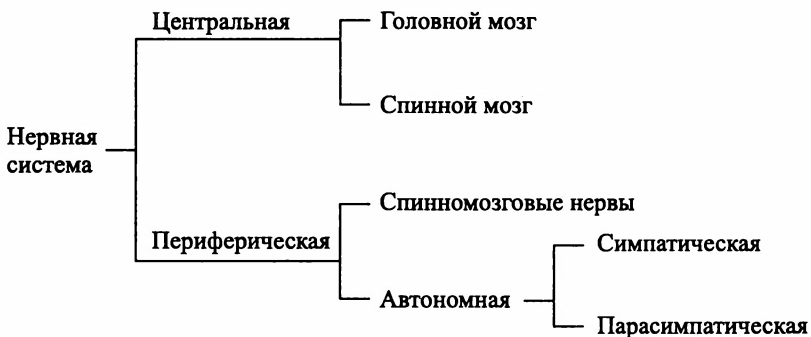 Центральная
Головной мозг
Спинной мозг
Нервная
система
Спинномозговые нервы
Периферическая
Симпатическая
Автономная
Парасимпатическая